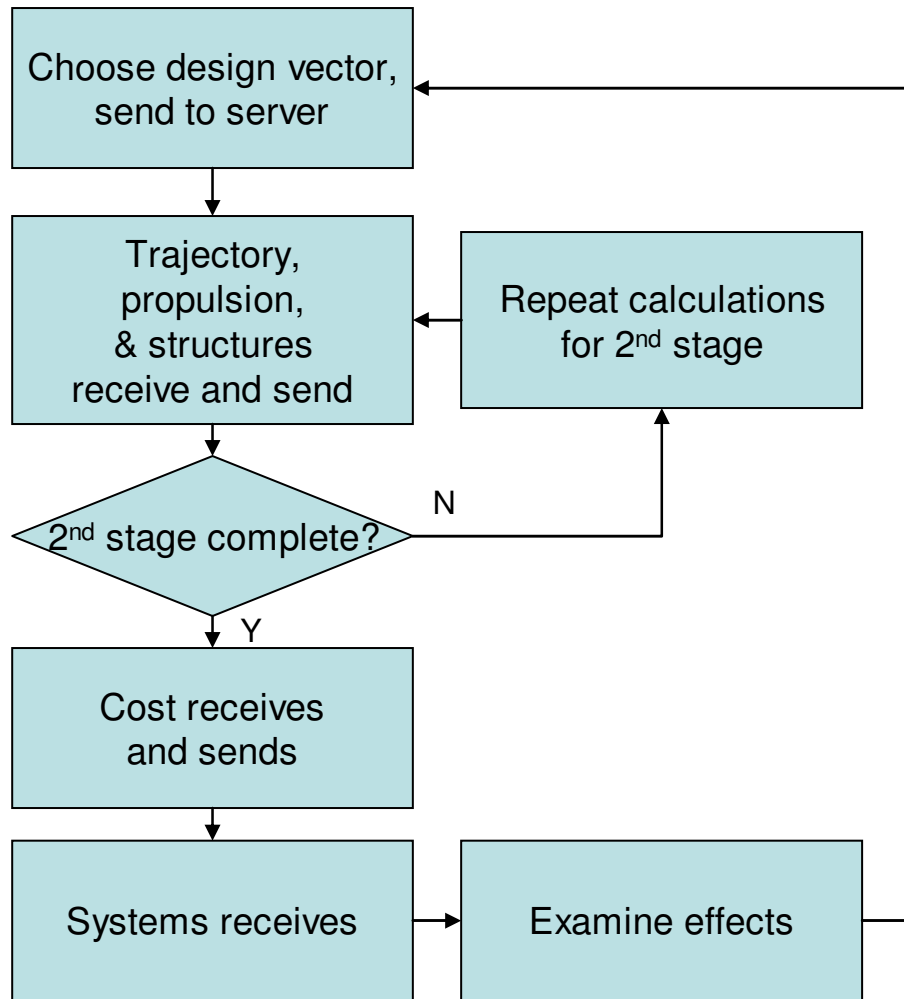 Choose design vector,
send to server
Trajectory,
propulsion,
& structures
receive and send
Repeat calculations
for 2nd stage
2nd stage complete?
N
Y
Cost receives
and sends
Systems receives
Examine effects